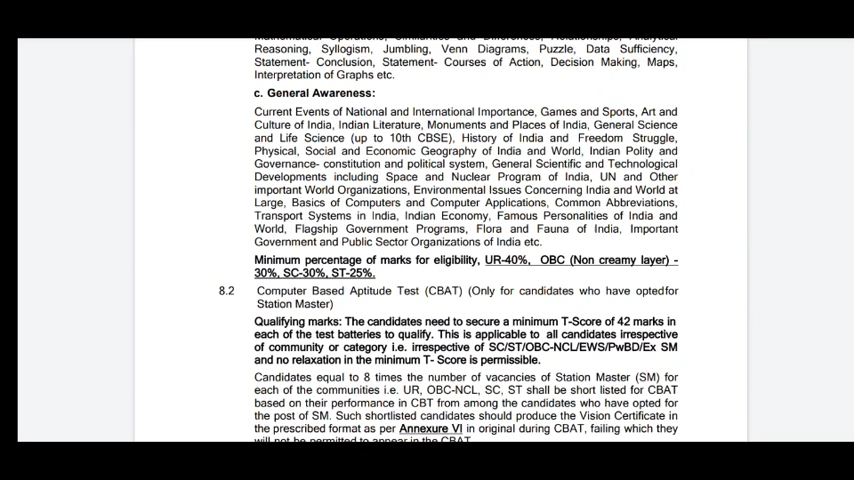 Mathematical Operations, Similarities and Differences, Relationships, Analytical
Reasoning, Syllogism, Jumbling, Venn Diagrams, Puzzle, Data Sufficiency,
Statement- Conclusion, Statement- Courses of Action, Decision Making, Maps,
Interpretation of Graphs etc.
c. General Awareness:
Current Events of National and International Importance, Games and Sports, Art and
Culture of India, Indian Literature, Monuments and Places of India, General Science
and Life Science (up to 10th CBSE), History of India and Freedom Struggle,
Physical, Social and Economic Geography of India and World, Indian Polity and
Governance- constitution and political system, General Scientific and Technological
Developments including Space and Nuclear Program of India, UN and Other
important World Organizations, Environmental Issues Concerning India and World at
Large, Basics of Computers and Computer Applications, Common Abbreviations,
Transport Systems in India, Indian Economy, Famous Personalities of India and
World, Flagship Government Programs, Flora and Fauna of India, Important
Government and Public Sector Organizations of India etc.
Minimum percentage of marks for eligibility, UR-40%, OBC (Non creamy layer) -
30%, SC-30%, ST-25%.
8.2 Computer Based Aptitude Test (CBAT) (Only for candidates who have optedfor
Station Master)
Qualifying marks: The candidates need to secure a minimum T-Score of 42 marks in
each of the test batteries to qualify. This is applicable to all candidates irrespective
of community or category i.e. irrespective of SC/ST/OBC-NCL/EWS/PwBD/Ex SM
and no relaxation in the minimum T- Score is permissible.
Candidates equal to 8 times the number of vacancies of Station Master (SM) for
each of the communities i.e. UR, OBC-NCL, SC, ST shall be short listed for CBAT
based on their performance in CBT from among the candidates who have opted for
the post of SM. Such shortlisted candidates should produce the Vision Certificate in
the prescribed format as per Annexure VI in original during CBAT, failing which they
will not be permitted to appear in the CBAT.